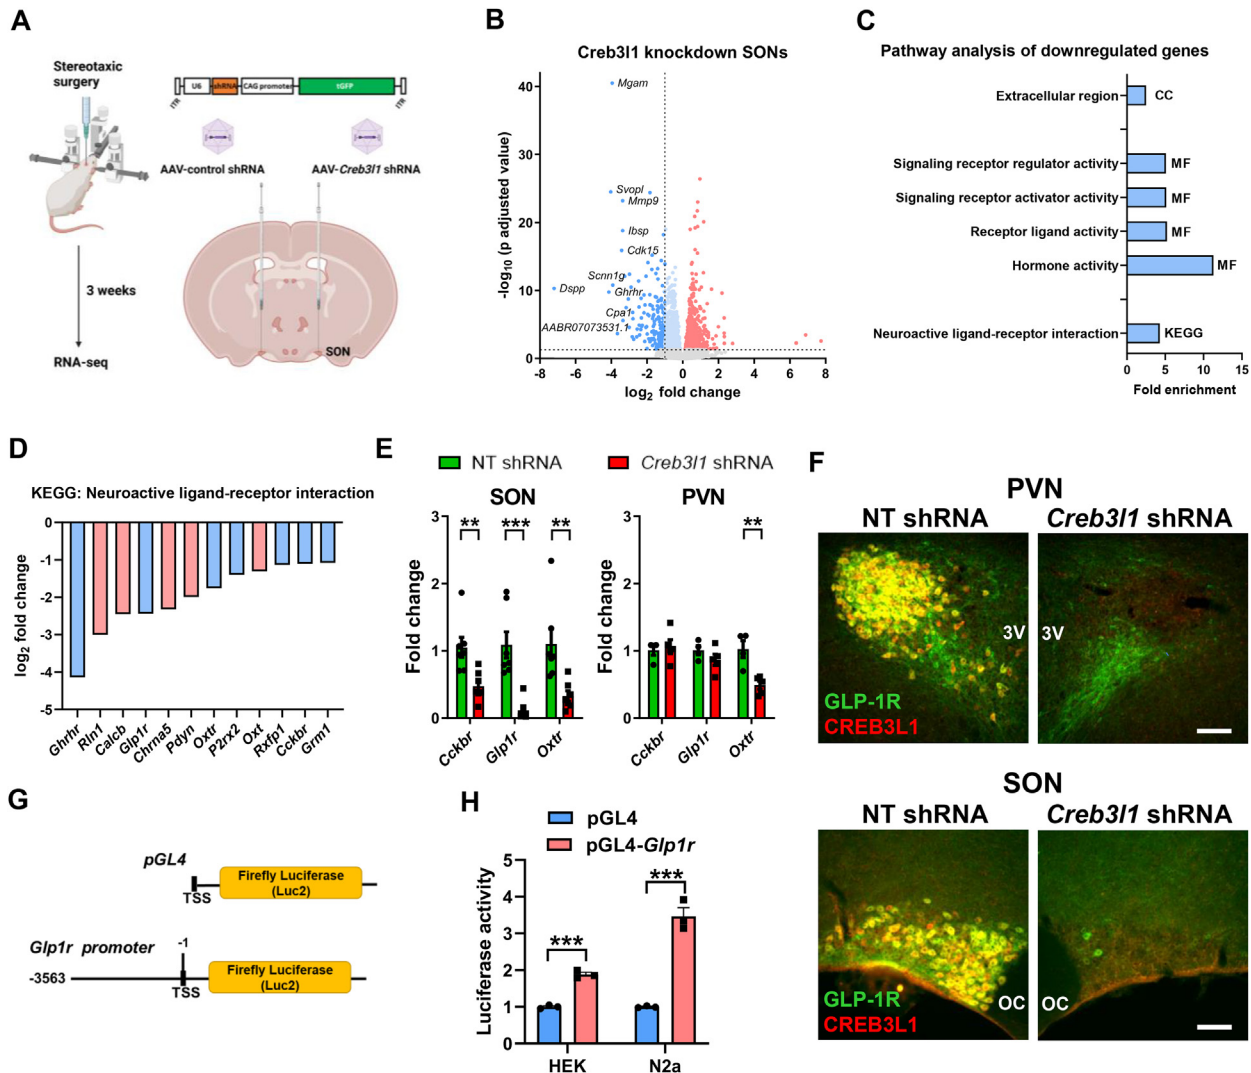 A
Stereotaxic
surgery
3 weeks
RNA-seq
ITR
U6
shRNA
CAG promoter
tGFP
ITR
AAV-control shRNA
AAV-Creb3l1 shRNA
SON
B
Creb3l1 knockdown SONs
-log10 (p adjusted value)
40
30
20
10
0
Mgam
Svopl
Mmp9
Ibsp
Cdk15
Scnn1g
Dspp
Ghrhr
Cpa1
AABR07073531.1
-8 -6 -4 -2 0 2 4 6 8
log2 fold change
C
Pathway analysis of downregulated genes
Extracellular region
CC
Signaling receptor regulator activity
MF
Signaling receptor activator activity
MF
Receptor ligand activity
MF
Hormone activity
MF
Neuroactive ligand-receptor interaction
KEGG
0 5 10 15
Fold enrichment
D
KEGG: Neuroactive ligand-receptor interaction
log2 fold change
0
-1
-2
-3
-4
-5
Ghrhr Rln1 Calcb Glp1r Chrna5 Pdyn Oxtr P2rx2 Oxt Rxfp1 Cckbr Grm1
E
NT shRNA
Creb3l1 shRNA
SON
Fold change
3
2
1
0
** *** **
Cckbr Glp1r Oxtr
PVN
Fold change
3
2
1
0
**
Cckbr Glp1r Oxtr
F
PVN
NT shRNA
Creb3l1 shRNA
3V
3V
GLP-1R
CREB3L1
SON
NT shRNA
Creb3l1 shRNA
OC
OC
GLP-1R
CREB3L1
G
pGL4
TSS
Firefly Luciferase
(Luc2)
Glp1r promoter
-1
-3563
TSS
Firefly Luciferase
(Luc2)
H
pGL4
pGL4-Glp1r
Luciferase activity
5
4
3
2
1
0
***
***
HEK N2a